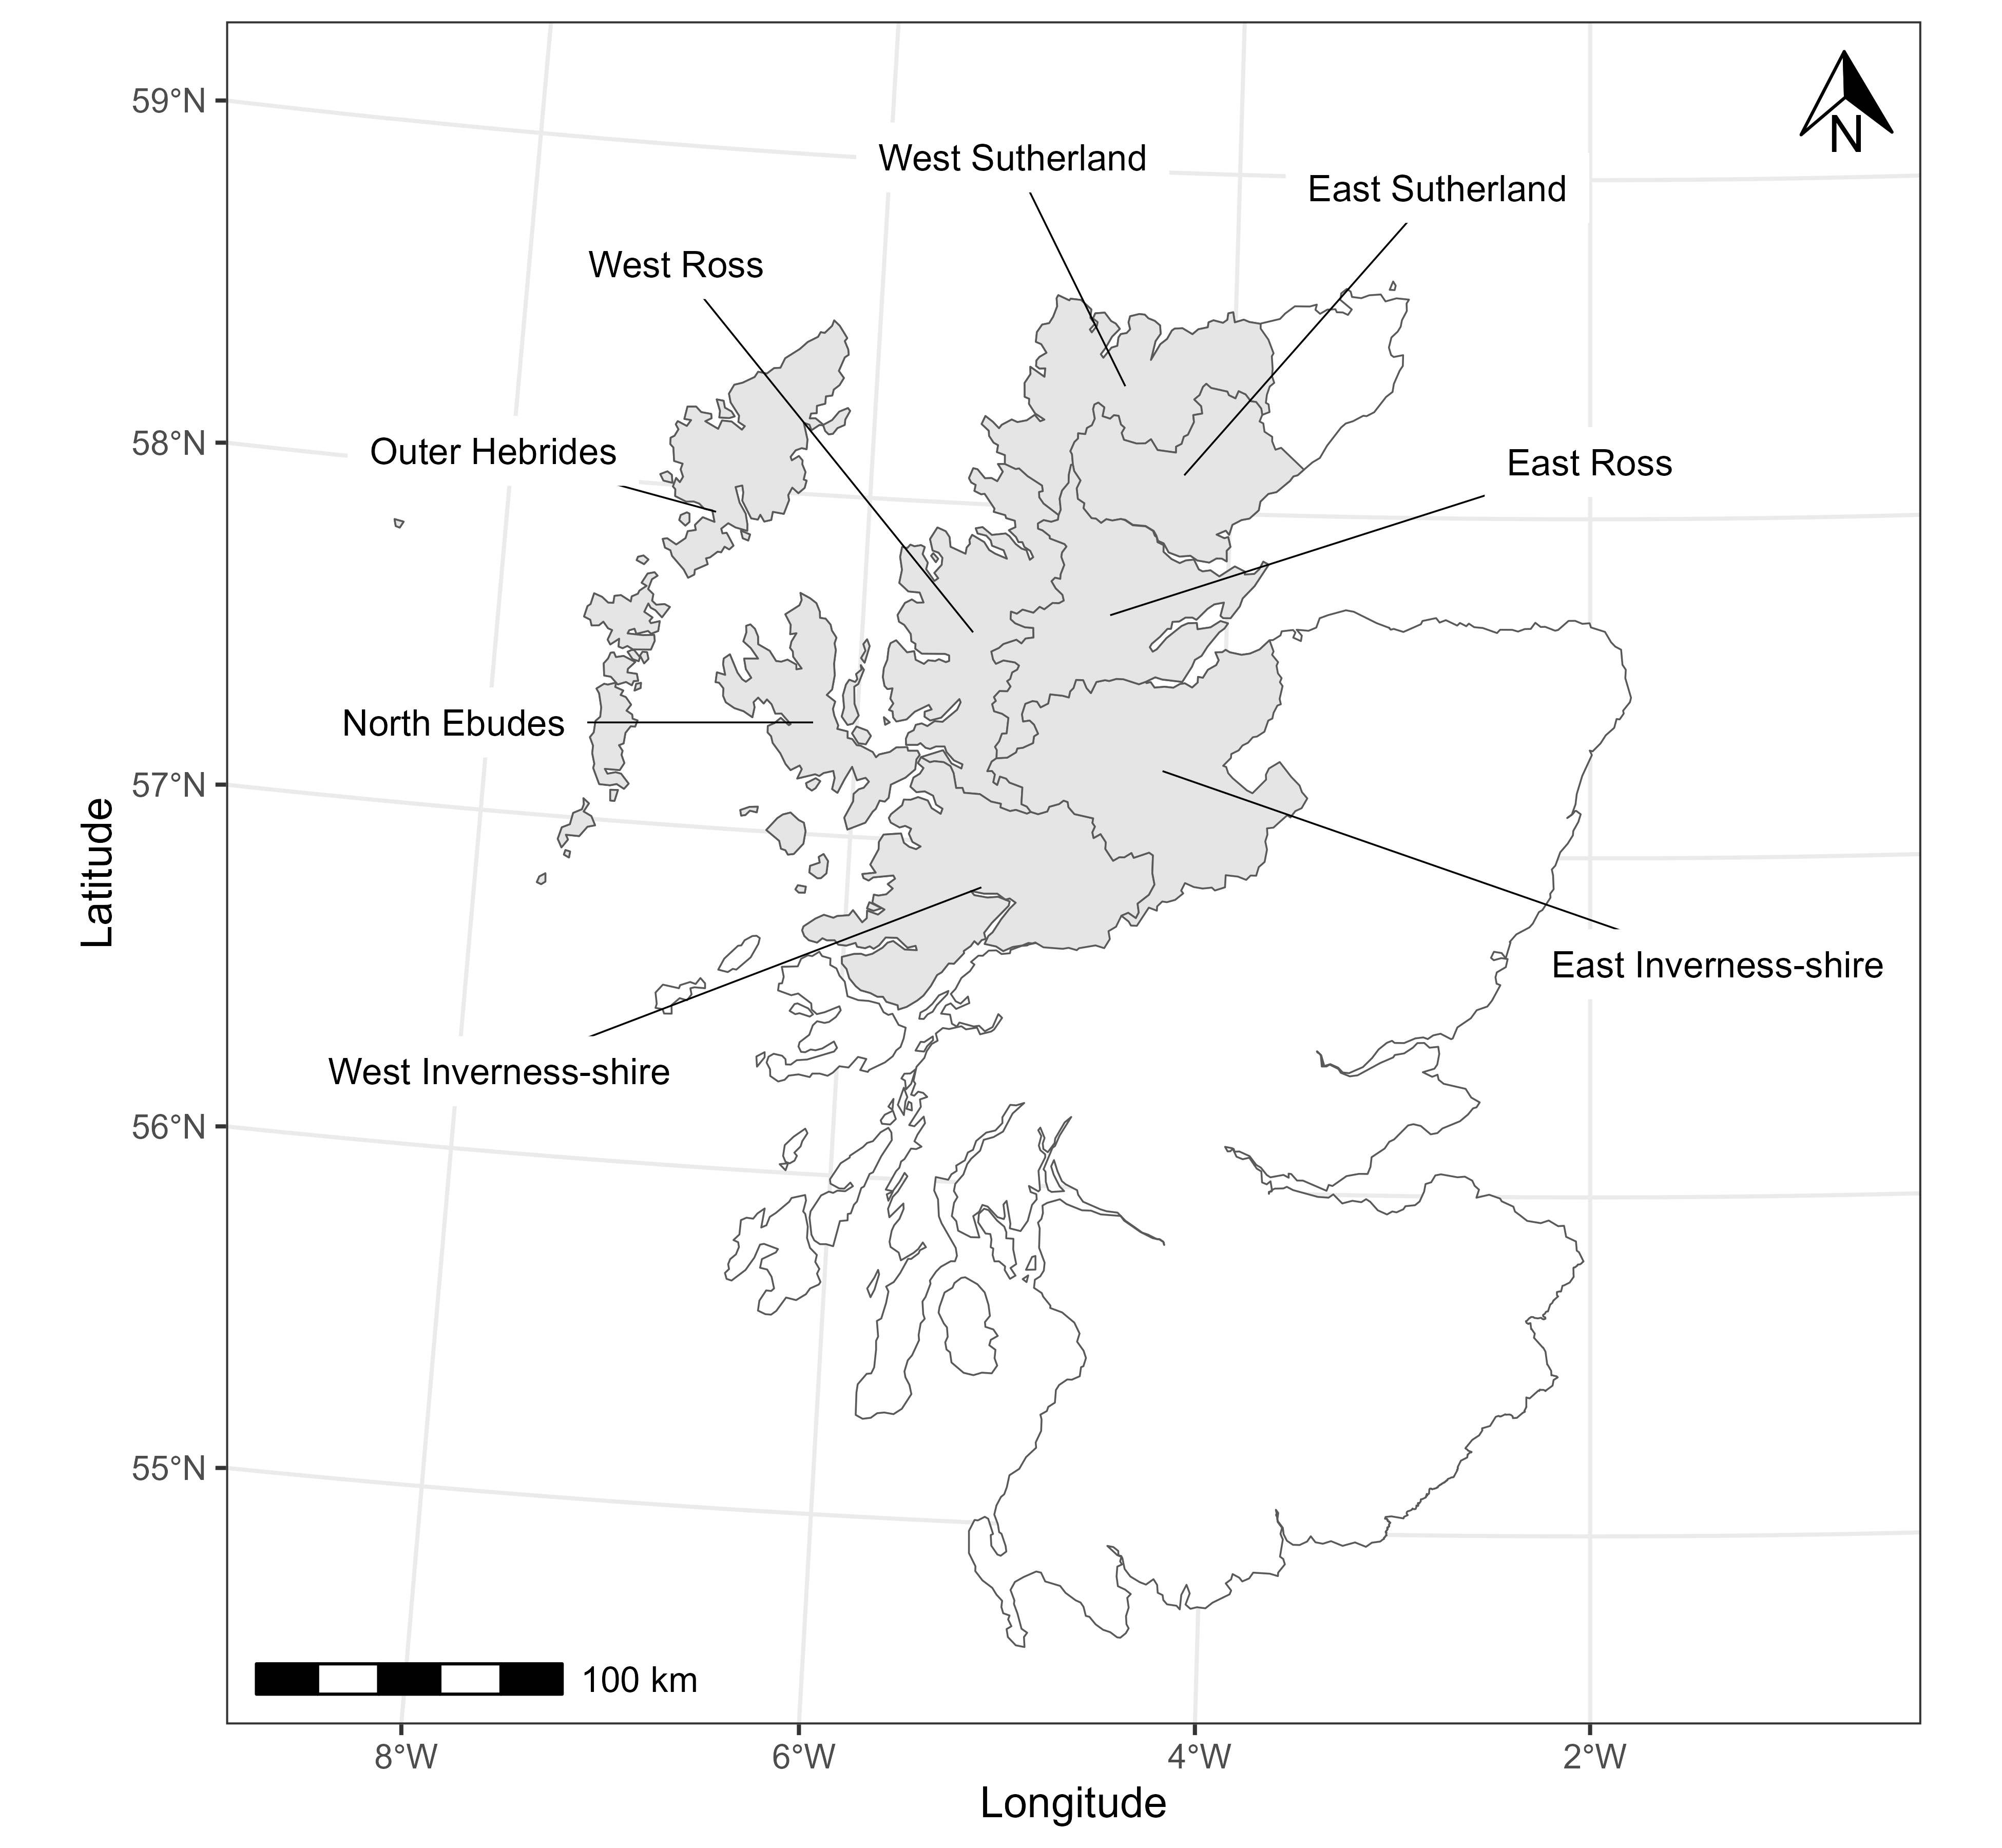 59°N
58°N
57°N
56°N
55°N
Latitude
N
West Sutherland
East Sutherland
West Ross
Outer Hebrides
East Ross
North Ebudes
East Inverness-shire
West Inverness-shire
100 km
8°W
6°W
4°W
2°W
Longitude